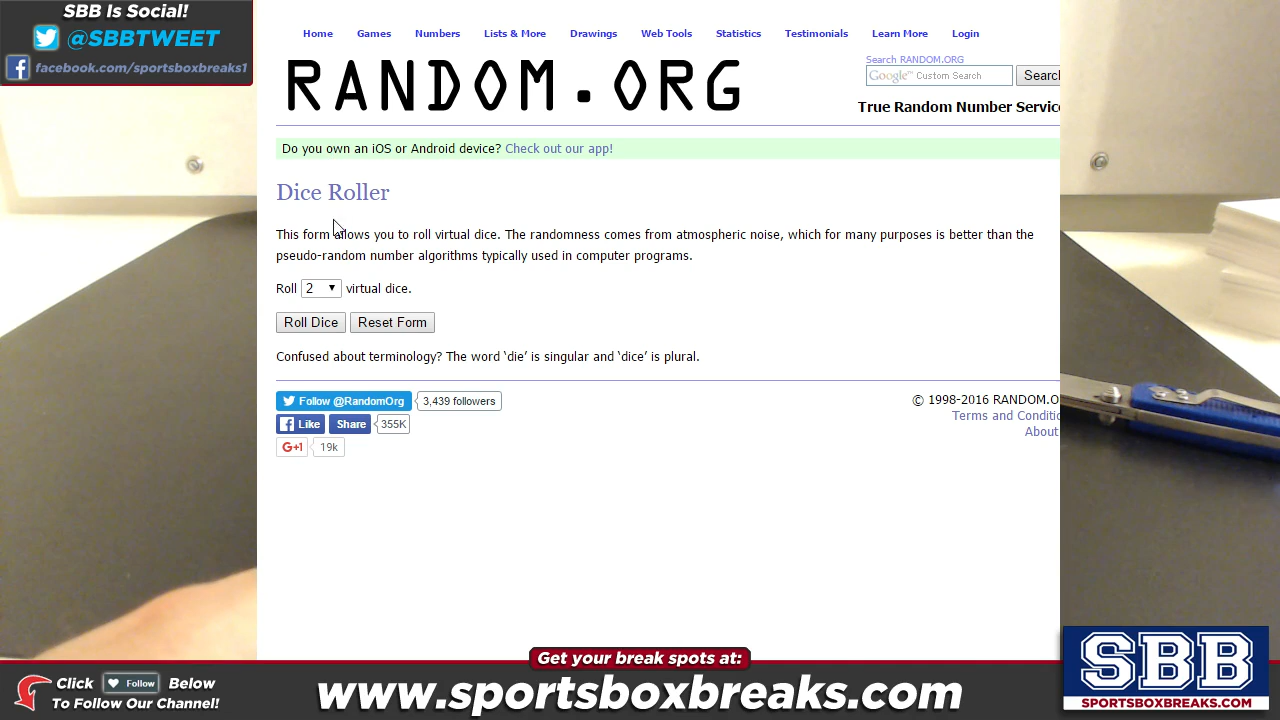 SBB Is Social!
@SBBTWEET
facebook.com/sportsboxbreaks1
Home Games Numbers Lists & More Drawings Web Tools Statistics Testimonials Learn More Login
RANDOM.ORG
Search RANDOM.ORG
Google™ Custom Search
Search
True Random Number Servic
Do you own an iOS or Android device? Check out our app!
Dice Roller
This form allows you to roll virtual dice. The randomness comes from atmospheric noise, which for many purposes is better than the
pseudo-random number algorithms typically used in computer programs.
Roll 2 virtual dice.
Roll Dice Reset Form
Confused about terminology? The word ‘die’ is singular and ‘dice’ is plural.
Follow @RandomOrg 3,439 followers
Like Share 355K
G+1 19k
© 1998-2016 RANDOM.O
Terms and Conditio
About
Get your break spots at:
Click Follow Below
To Follow Our Channel!
www.sportsboxbreaks.com
SBB
SPORTSBOXBREAKS.COM